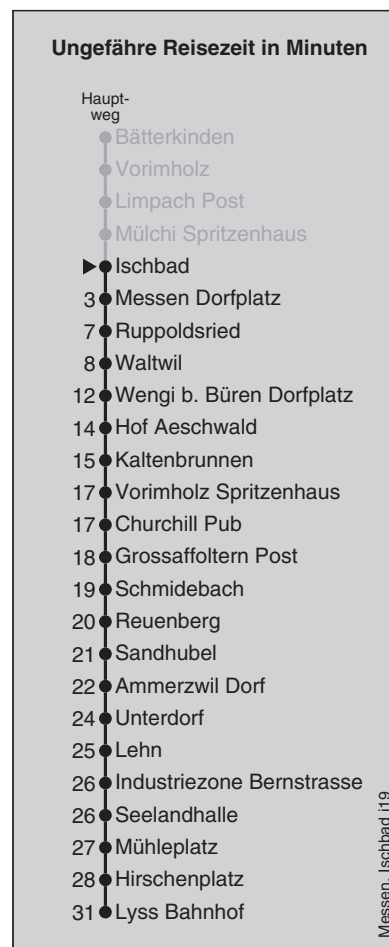 Ungefähre Reisezeit in Minuten
Haupt-
weg
Bätterkinden
Vorimholz
Limpach Post
Mülchi Spritzenhaus
Ischbad
3 Messen Dorfplatz
7 Ruppoldsried
8 Waltwil
12 Wengi b. Büren Dorfplatz
14 Hof Aeschwald
15 Kaltenbrunnen
17 Vorimholz Spritzenhaus
17 Churchill Pub
18 Grossaffoltern Post
19 Schmidebach
20 Reuenberg
21 Sandhubel
22 Ammerzwil Dorf
24 Unterdorf
25 Lehn
26 Industriezone Bernstrasse
26 Seelandhalle
27 Mühleplatz
28 Hirschenplatz
31 Lyss Bahnhof
Messen, Ischbad j19